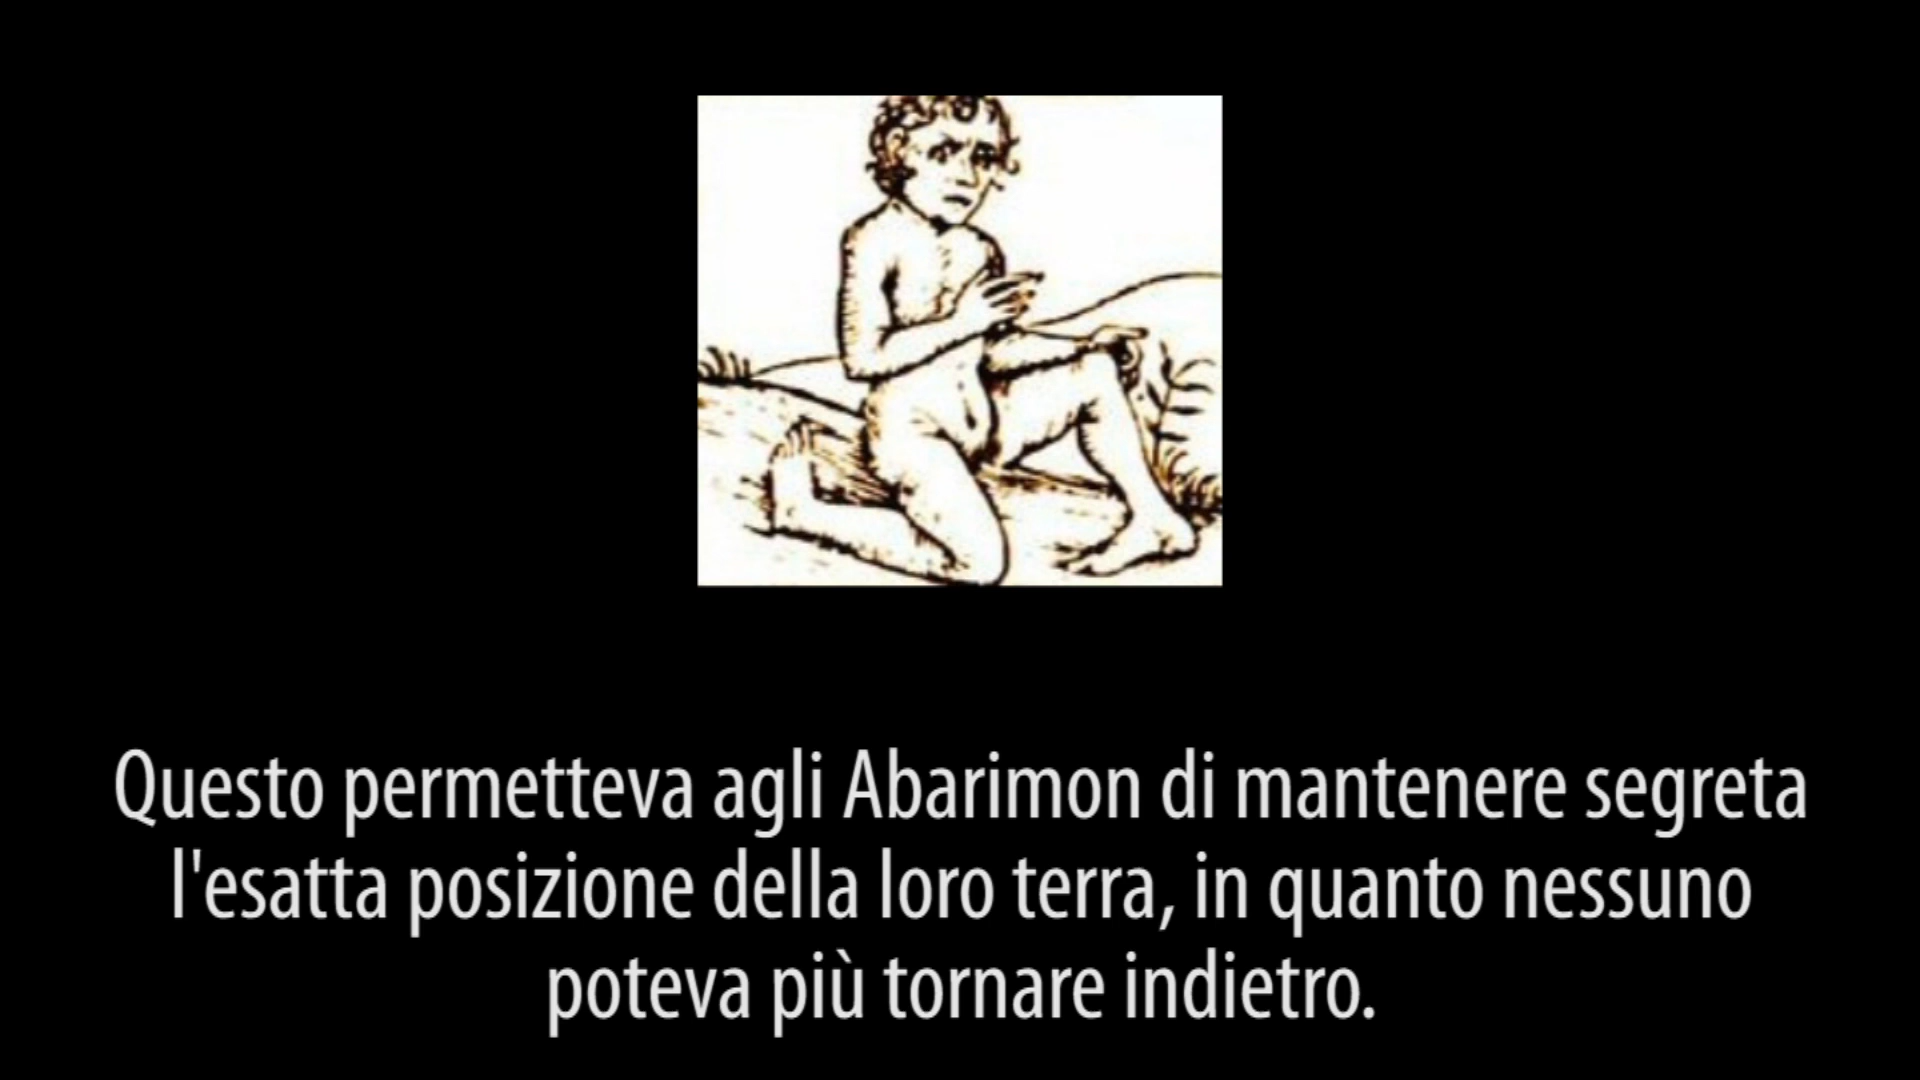 Questo permetteva agli Abarimon di mantenere segreta
l'esatta posizione della loro terra, in quanto nessuno
poteva più tornare indietro.